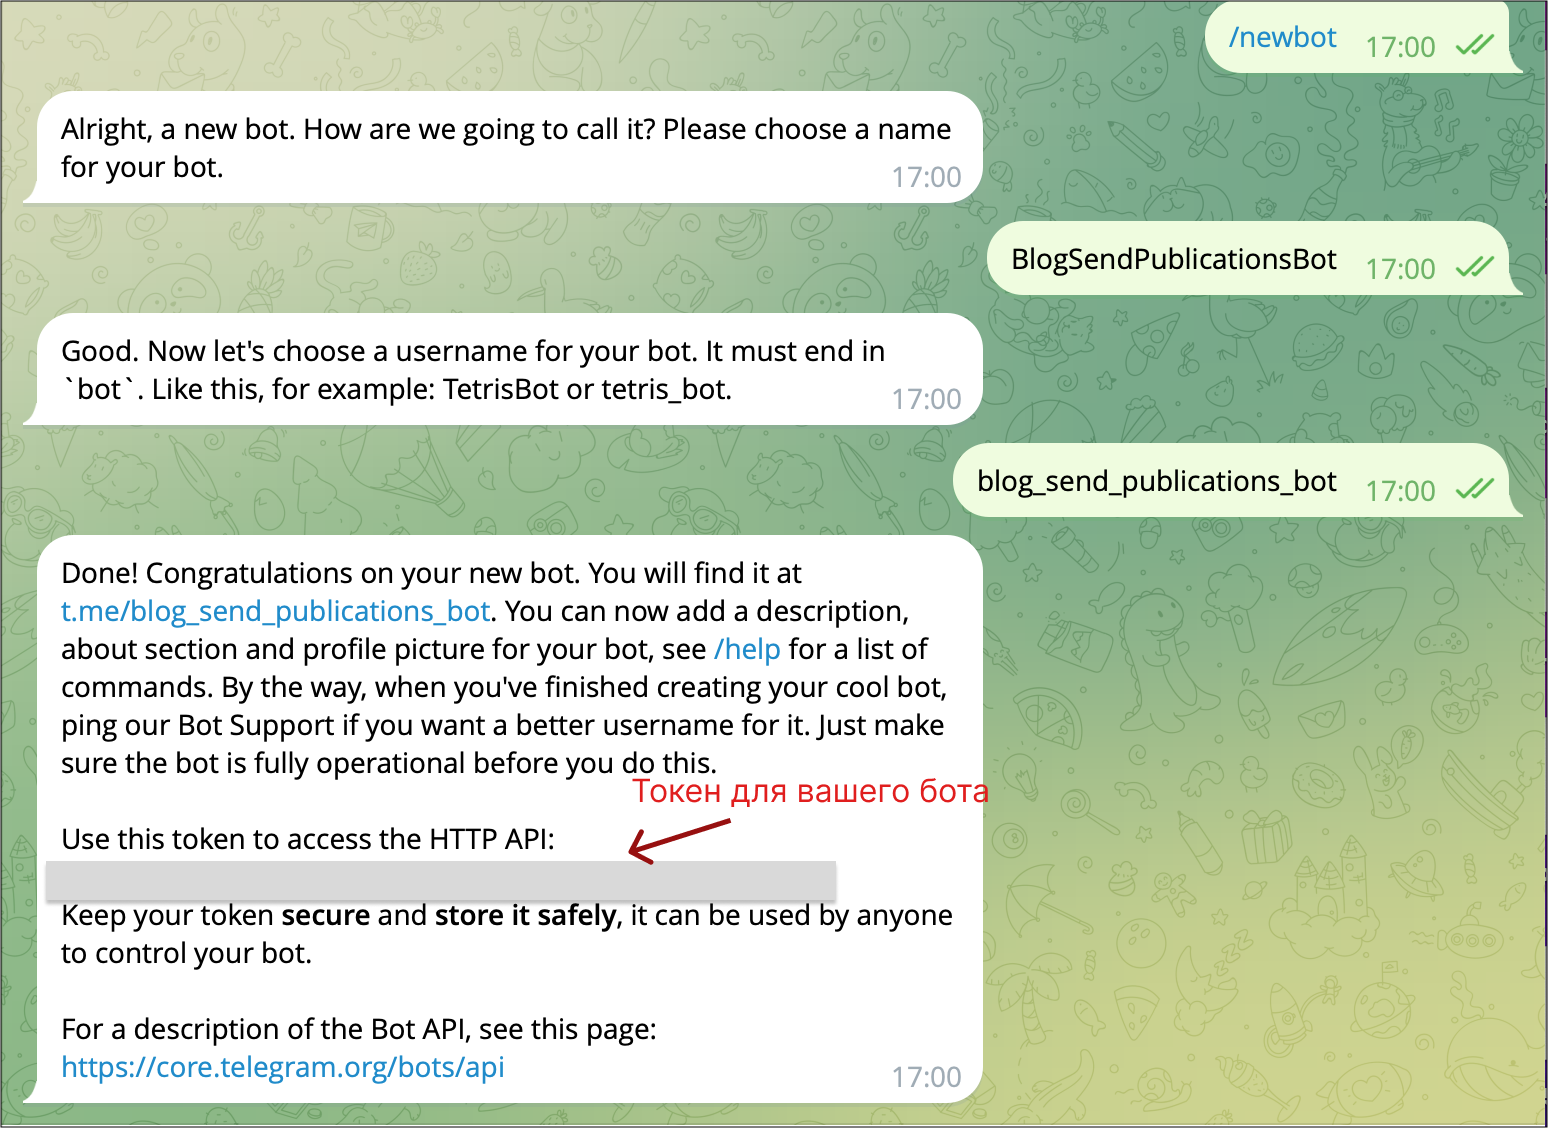 /newbot 17:00
Alright, a new bot. How are we going to call it? Please choose a name
for your bot.
17:00
BlogSendPublicationsBot 17:00
Good. Now let's choose a username for your bot. It must end in
`bot`. Like this, for example: TetrisBot or tetris_bot.
17:00
blog_send_publications_bot 17:00
Done! Congratulations on your new bot. You will find it at
t.me/blog_send_publications_bot. You can now add a description,
about section and profile picture for your bot, see /help for a list of
commands. By the way, when you've finished creating your cool bot,
ping our Bot Support if you want a better username for it. Just make
sure the bot is fully operational before you do this.
Токен для вашего бота
Use this token to access the HTTP API:
Keep your token secure and store it safely, it can be used by anyone
to control your bot.
For a description of the Bot API, see this page:
https://core.telegram.org/bots/api
17:00